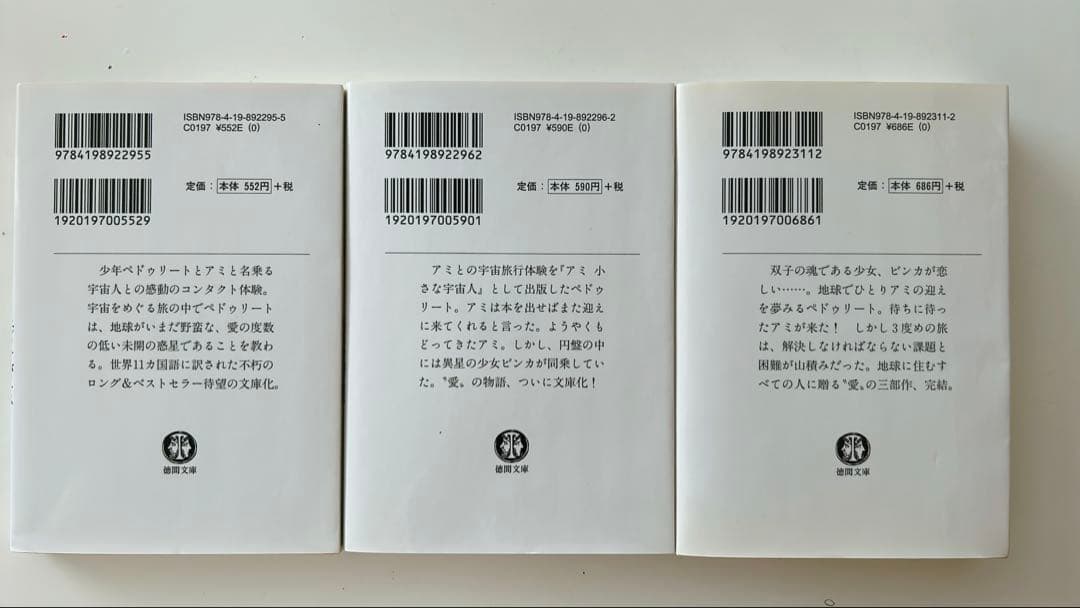 ISBN978-4-19-892295-5
C0197 ¥552E (0)
9784198922955
定価：本体 552円+税
1920197005529
少年ペドゥリートとアミと名乗る
宇宙人との感動のコンタクト体験。
宇宙をめぐる旅の中でペドゥリート
は、地球がいまだ野蛮な、愛の度数
の低い未開の惑星であることを教わ
る。世界11カ国語に訳された不朽の
ロング&ベストセラー待望の文庫化。
徳間文庫
ISBN978-4-19-892296-2
C0197 ¥590E (0)
9784198922962
定価：本体 590円+税
1920197005901
アミとの宇宙旅行体験を『アミ 小
さな宇宙人』として出版したペドゥ
リート。アミは本を出せばまた迎え
に来てくれると言った。ようやくも
どってきたアミ。しかし、円盤の中
には異星の少女ビンカが同乗してい
た。〝愛〟の物語、ついに文庫化！
徳間文庫
ISBN978-4-19-892311-2
C0197 ¥686E (0)
9784198923112
定価：本体 686円+税
1920197006861
双子の魂である少女、ビンカが恋
しい……。地球でひとりアミの迎え
を夢みるペドゥリート。待ちに待っ
たアミが来た！ しかし3度めの旅
は、解決しなければならない課題と
困難が山積みだった。地球に住むす
べての人に贈る〝愛〟の三部作、完結。
徳間文庫